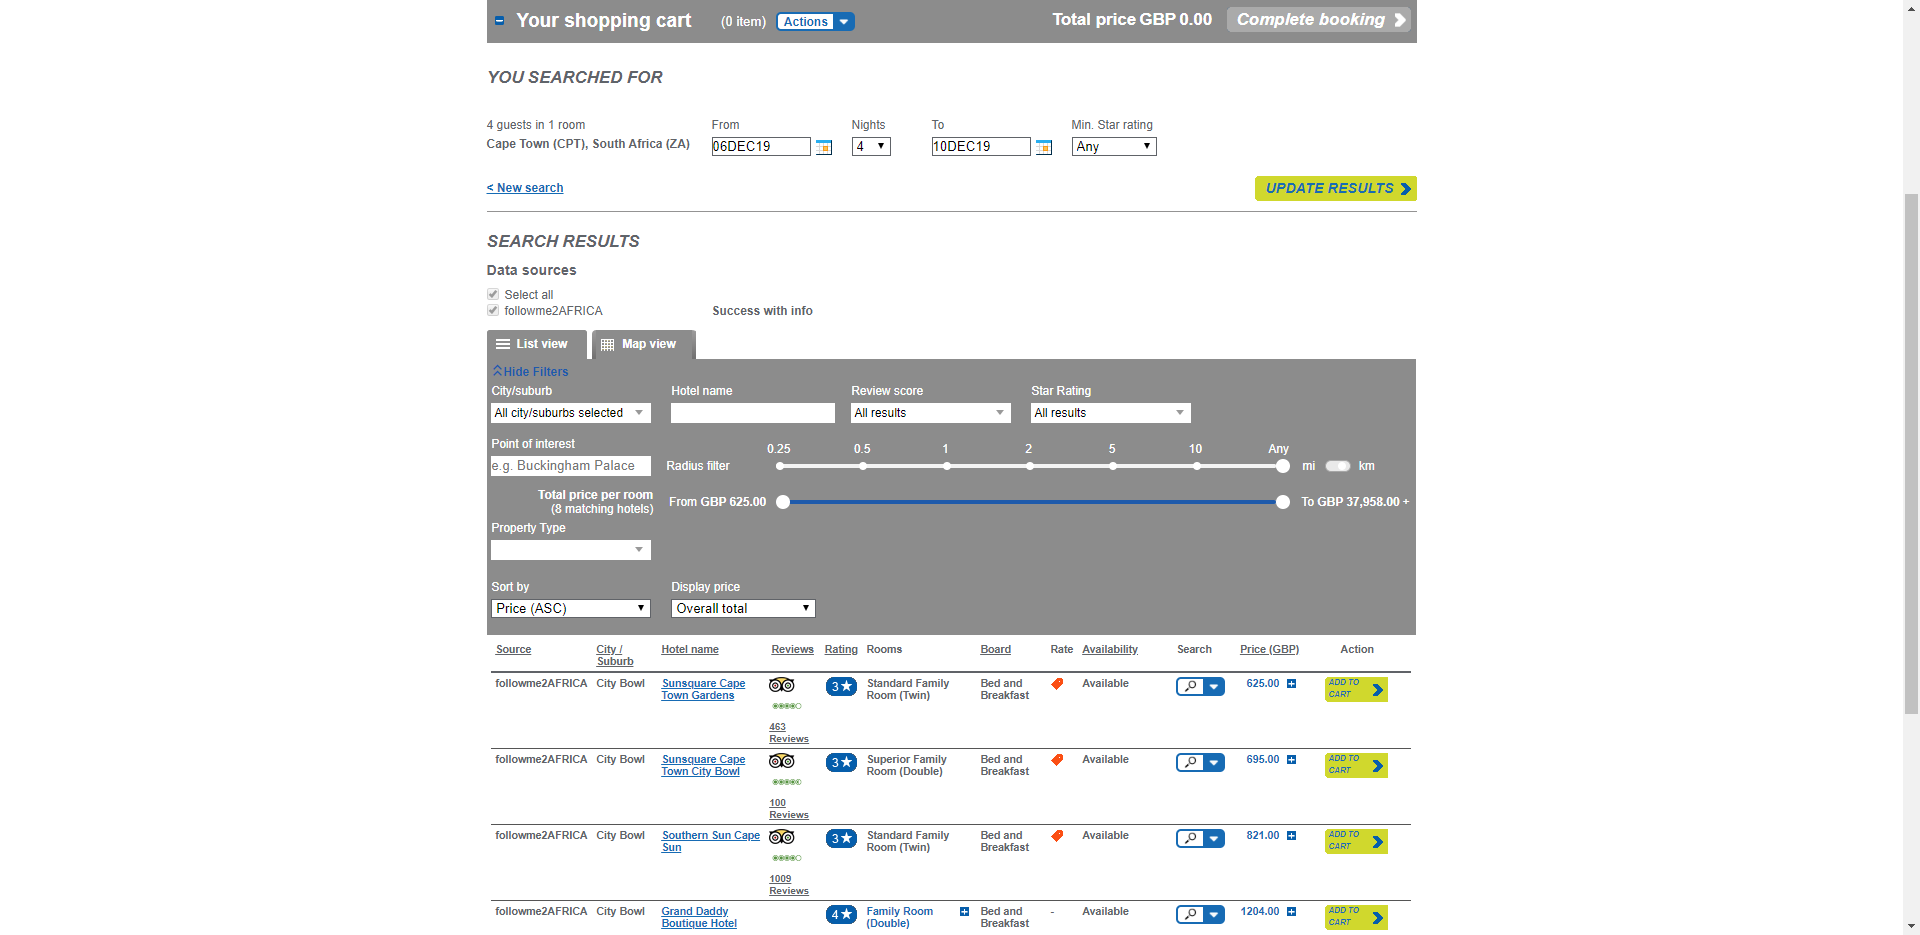 Your shopping cart (0 item) Actions Total price GBP 0.00 Complete booking
YOU SEARCHED FOR
4 guests in 1 room From Nights To Min. Star rating
Cape Town (CPT), South Africa (ZA) 06DEC19 4 10DEC19 Any
< New search UPDATE RESULTS
SEARCH RESULTS
Data sources
Select all
followme2AFRICA Success with info
List view Map view
Hide Filters
City/suburb Hotel name Review score Star Rating
All city/suburbs selected All results All results
Point of interest 0.25 0.5 1 2 5 10 Any
e.g. Buckingham Palace Radius filter mi km
Total price per room From GBP 625.00 To GBP 37,958.00 +
(8 matching hotels)
Property Type
Sort by Display price
Price (ASC) Overall total
Source City / Hotel name Reviews Rating Rooms Board Rate Availability Search Price (GBP) Action
Suburb
followme2AFRICA City Bowl Sunsquare Cape 3 Standard Family Bed and Available 625.00 ADD TO
Town Gardens Room (Twin) Breakfast CART
463
Reviews
followme2AFRICA City Bowl Sunsquare Cape 3 Superior Family Bed and Available 695.00 ADD TO
Town City Bowl Room (Double) Breakfast CART
100
Reviews
followme2AFRICA City Bowl Southern Sun Cape 3 Standard Family Bed and Available 821.00 ADD TO
Sun Room (Twin) Breakfast CART
1009
Reviews
followme2AFRICA City Bowl Grand Daddy 4 Family Room Bed and - Available 1204.00 ADD TO
Boutique Hotel (Double) Breakfast CART